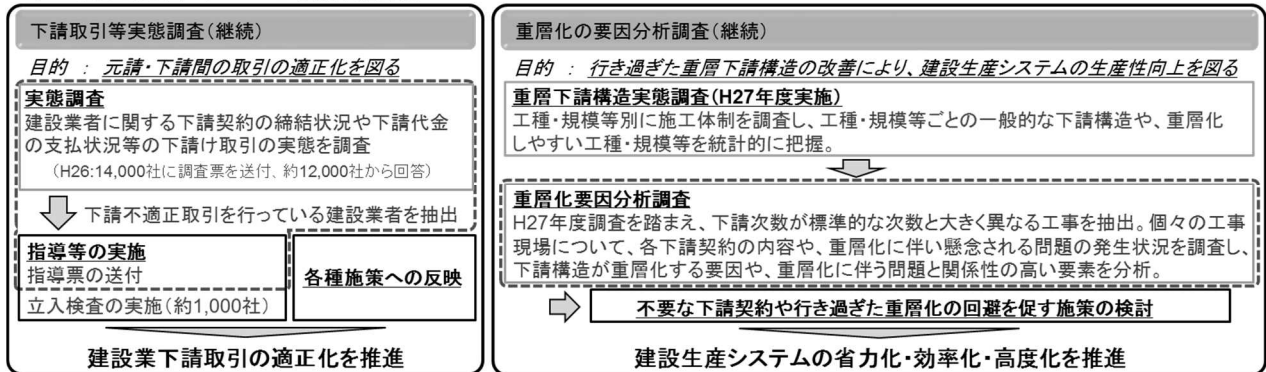 下請取引等実態調査（継続）
目的 ： 元請・下請間の取引の適正化を図る
実態調査
建設業者に関する下請契約の締結状況や下請代金
の支払状況等の下請け取引の実態を調査
（H26:14,000社に調査票を送付、約12,000社から回答）
下請不適正取引を行っている建設業者を抽出
指導等の実施
指導票の送付
立入検査の実施（約1,000社）
各種施策への反映
建設業下請取引の適正化を推進
重層化の要因分析調査（継続）
目的 ： 行き過ぎた重層下請構造の改善により、建設生産システムの生産性向上を図る
重層下請構造実態調査（H27年度実施）
工種・規模等別に施工体制を調査し、工種・規模等ごとの一般的な下請構造や、重層化
しやすい工種・規模等を統計的に把握。
重層化要因分析調査
H27年度調査を踏まえ、下請次数が標準的な次数と大きく異なる工事を抽出。個々の工事
現場について、各下請契約の内容や、重層化に伴い懸念される問題の発生状況を調査し、
下請構造が重層化する要因や、重層化に伴う問題と関係性の高い要素を分析。
不要な下請契約や行き過ぎた重層化の回避を促す施策の検討
建設生産システムの省力化・効率化・高度化を推進